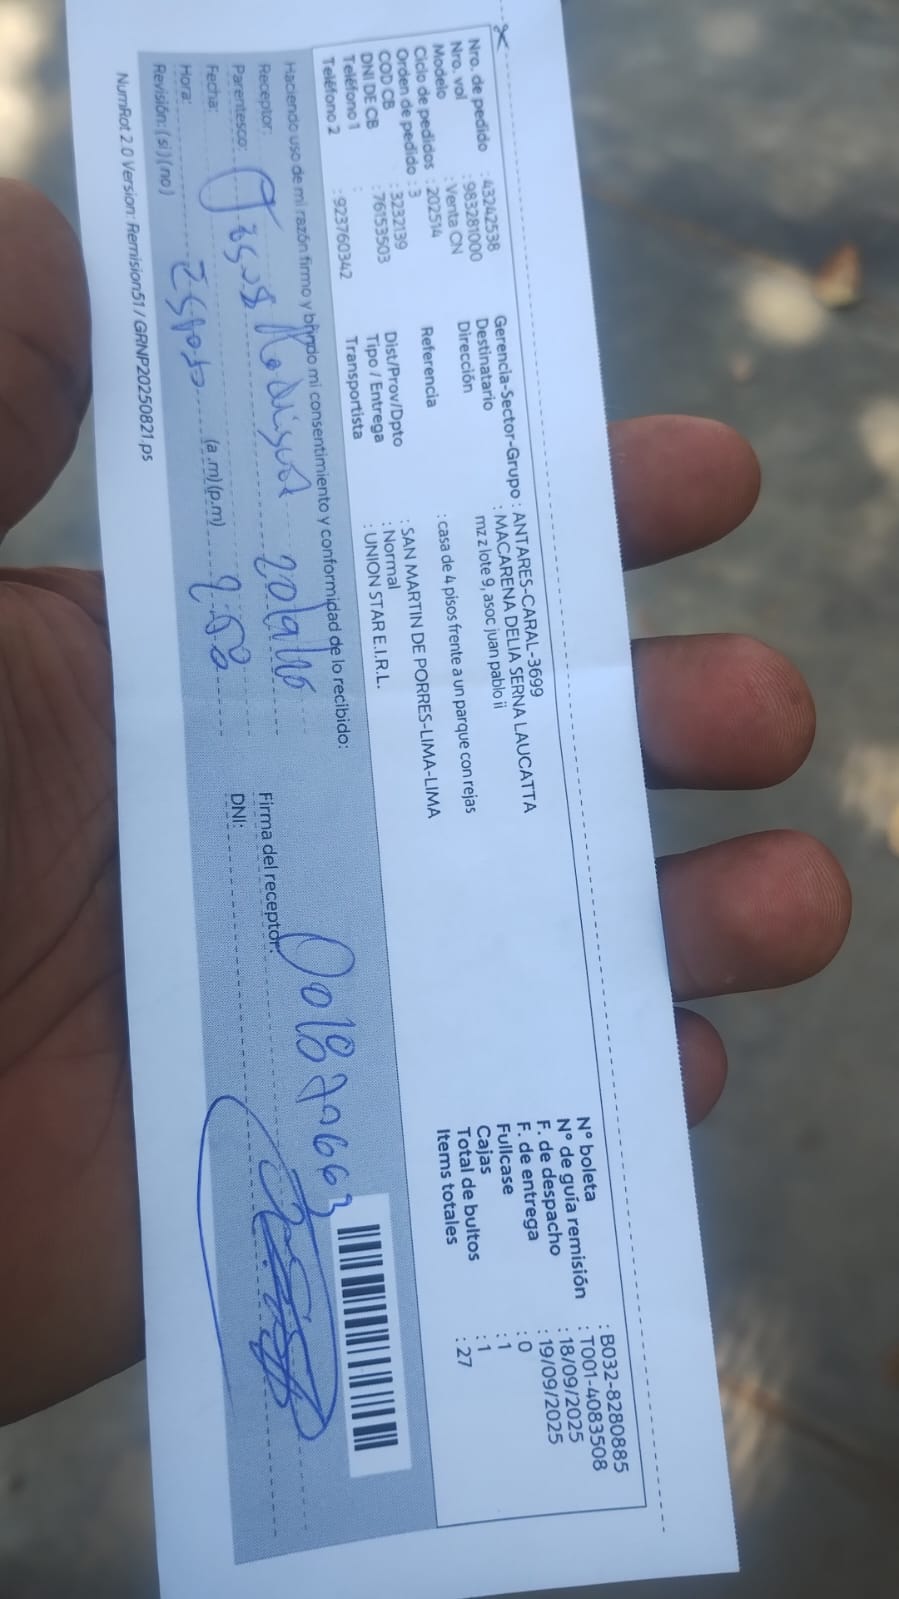 Nro. de pedido : 43242538
Nro. vol : 983281000
Modelo : Venta CN
Ciclo de pedidos : 202514
Orden de pedido : 3
COD CB : 3232139
DNI DE CB : 76153503
Teléfono 1 :
Teléfono 2 : 923760342
Gerencia-Sector-Grupo : ANTARES-CARAL-3699
Destinatario : MACARENA DELIA SERNA LAUCATTA
Dirección mz z lote 9, asoc juan pablo ii
Referencia : casa de 4 pisos frente a un parque con rejas
Dist/Prov/Dpto : SAN MARTIN DE PORRES-LIMA-LIMA
Tipo / Entrega : Normal
Transportista : UNION STAR E.I.R.L.
N° boleta : B032-8280885
N° de guía remisión : T001-4083508
F. de despacho : 18/09/2025
F. de entrega : 19/09/2025
Fullcase : 0
Cajas : 1
Total de bultos : 1
Items totales : 27
Haciendo uso de mi razón firmo y brindo mi consentimiento y conformidad de lo recibido:
Receptor:
Parentesco:
Fecha:
Hora: (a.m)(p.m)
Revisión: (si)(no)
Firma del receptor:
DNI:
NumRot 2.0 Version: Remision51 / GRNP20250821.ps